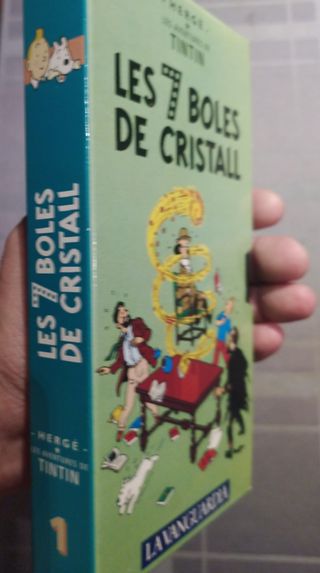 - HERGÉ -
LES AVENTURES DE
TINTIN
LES 7 BOLES
DE CRISTALL
LA VANGUARDIA
LES 7 BOLES
DE CRISTALL
- HERGÉ -
LES AVENTURES DE
TINTIN
1